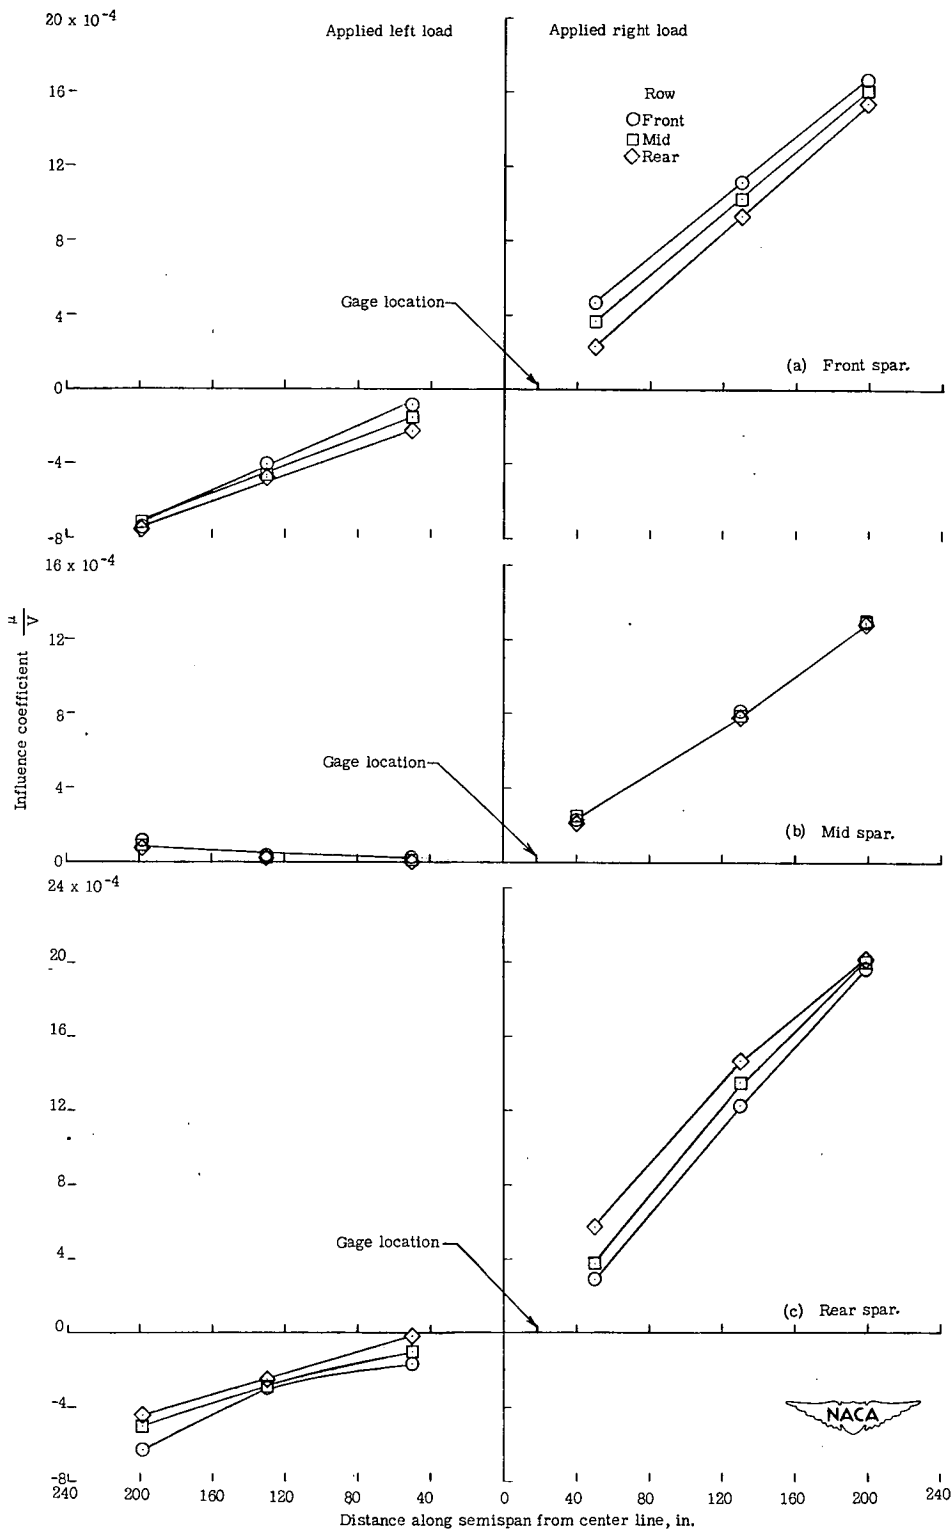 20 x 10-4
Applied left load
Applied right load
16
Row
Front
Mid
Rear
12
8
Gage location
4
(a) Front spar.
0
-4
-8
16 x 10-4
12
Influence coefficient μ/V
8
Gage location
4
(b) Mid spar.
0
24 x 10-4
20
16
12
8
Gage location
4
(c) Rear spar.
0
-4
NACA
-8
240 200 160 120 80 40 0 40 80 120 160 200 240
Distance along semispan from center line, in.